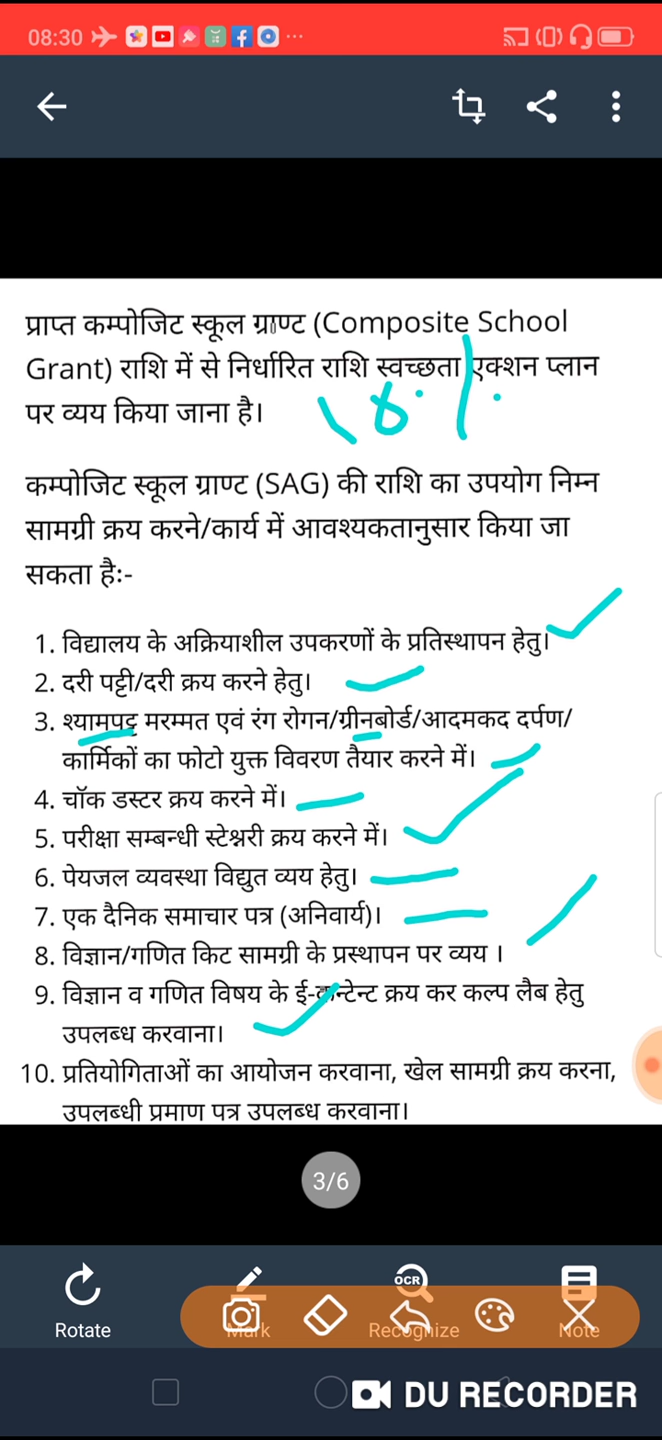 08:30
प्राप्त कम्पोजिट स्कूल ग्राण्ट (Composite School
Grant) राशि में से निर्धारित राशि स्वच्छता एक्शन प्लान
पर व्यय किया जाना है।
10%
कम्पोजिट स्कूल ग्राण्ट (SAG) की राशि का उपयोग निम्न
सामग्री क्रय करने/कार्य में आवश्यकतानुसार किया जा
सकता हैः-
1. विद्यालय के अक्रियाशील उपकरणों के प्रतिस्थापन हेतु।
2. दरी पट्टी/दरी क्रय करने हेतु।
3. श्यामपट्ट मरम्मत एवं रंग रोगन/ग्रीनबोर्ड/आदमकद दर्पण/
कार्मिकों का फोटो युक्त विवरण तैयार करने में।
4. चॉक डस्टर क्रय करने में।
5. परीक्षा सम्बन्धी स्टेश्नरी क्रय करने में।
6. पेयजल व्यवस्था विद्युत व्यय हेतु।
7. एक दैनिक समाचार पत्र (अनिवार्य)।
8. विज्ञान/गणित किट सामग्री के प्रस्थापन पर व्यय ।
9. विज्ञान व गणित विषय के ई-कन्टेन्ट क्रय कर कल्प लैब हेतु
उपलब्ध करवाना।
10. प्रतियोगिताओं का आयोजन करवाना, खेल सामग्री क्रय करना,
उपलब्धी प्रमाण पत्र उपलब्ध करवाना।
3/6
OCR
Rotate Mark Recognize Note
DU RECORDER